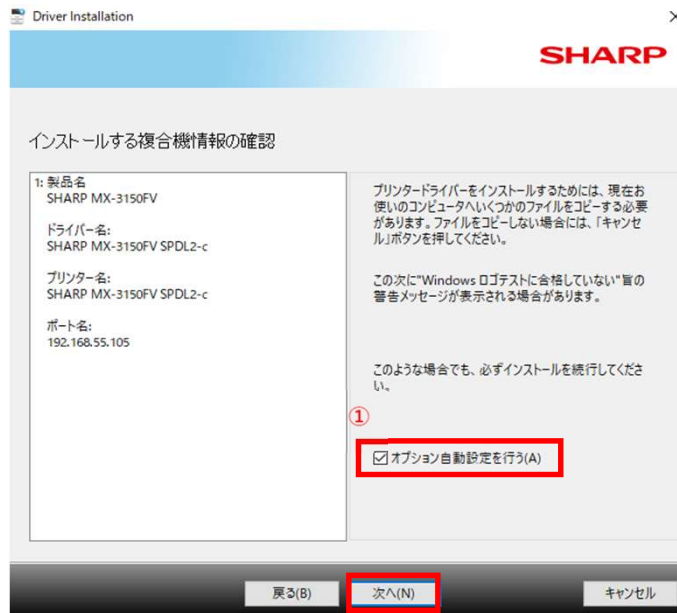 Driver Installation
SHARP
インストールする複合機情報の確認
1: 製品名
SHARP MX-3150FV
ドライバー名:
SHARP MX-3150FV SPDL2-c
プリンター名:
SHARP MX-3150FV SPDL2-c
ポート名:
192.168.55.105
プリンタードライバーをインストールするためには、現在お
使いのコンピュータへいくつかのファイルをコピーする必要
があります。ファイルをコピーしない場合には、「キャンセ
ル」ボタンを押してください。
この次に"Windows ロゴテストに合格していない"旨の
警告メッセージが表示される場合があります。
このような場合でも、必ずインストールを続行してくださ
い。
①
オプション自動設定を行う(A)
戻る(B)
次へ(N)
キャンセル